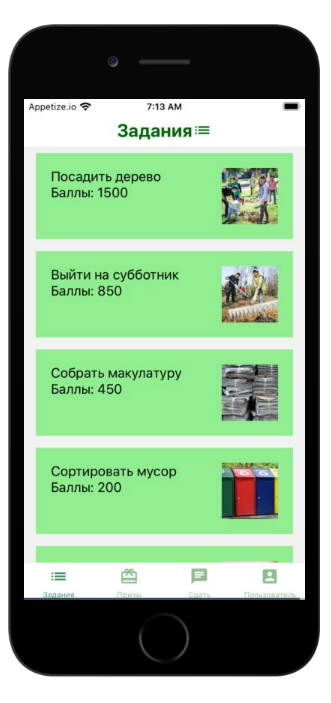 Appetize.io 7:13 AM
Задания
Посадить дерево
Баллы: 1500
Выйти на субботник
Баллы: 850
Собрать макулатуру
Баллы: 450
Сортировать мусор
Баллы: 200
Задания Призы Сдать Пользователь